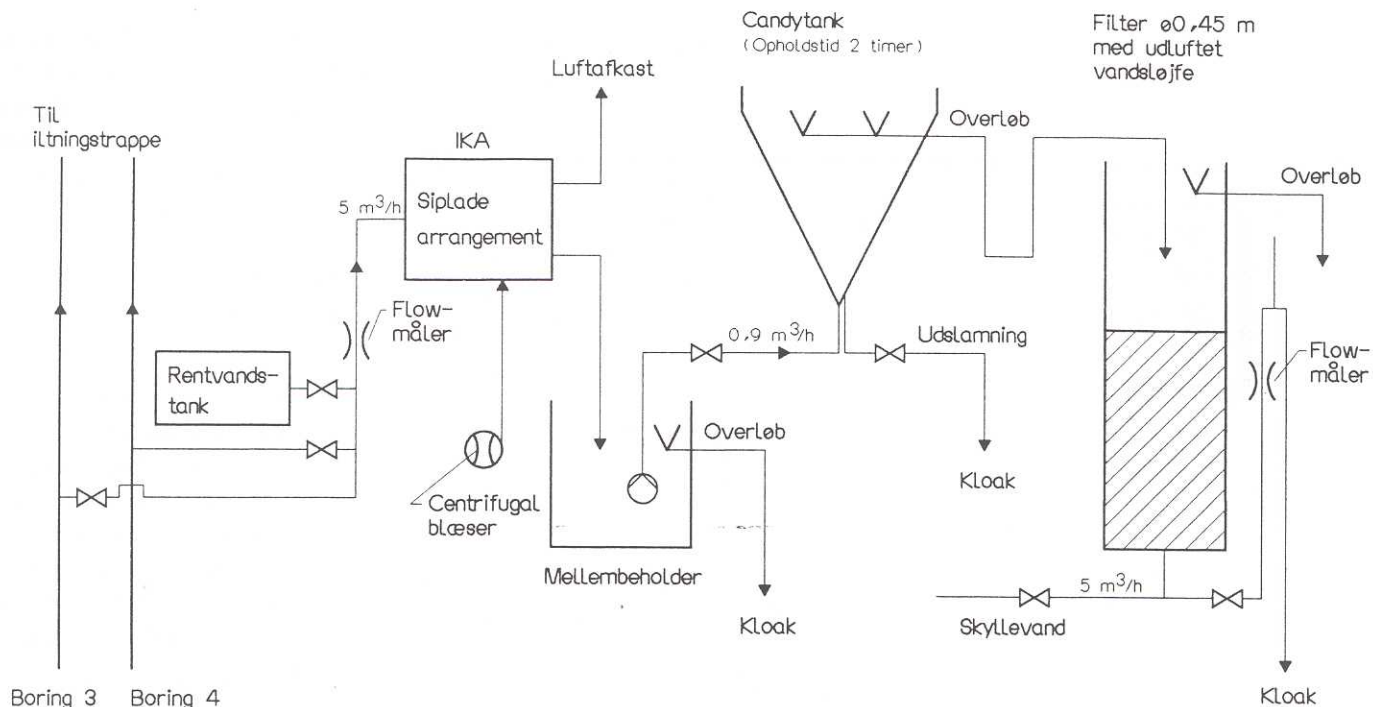 Candytank
(Opholdstid 2 timer)
Filter ø0,45 m
med udluftet
vandsløjfe
Luftafkast
Til
iltningstrappe
Overløb
IKA
Overløb
5 m³/h
Siplade
arrangement
Flow-
måler
0,9 m³/h
Udslamning
Flow-
måler
Rentvands-
tank
Overløb
Kloak
Centrifugal
blæser
Mellembeholder
5 m³/h
Kloak
Skyllevand
Boring 3
Boring 4
Kloak